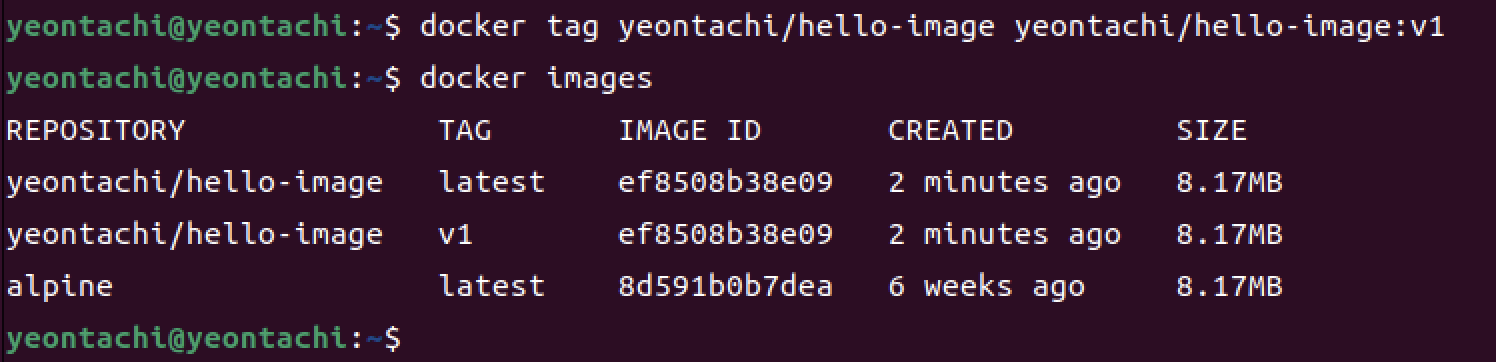 yeontachi@yeontachi:~$ docker tag yeontachi/hello-image yeontachi/hello-image:v1
yeontachi@yeontachi:~$ docker images
REPOSITORY TAG IMAGE ID CREATED SIZE
yeontachi/hello-image latest ef8508b38e09 2 minutes ago 8.17MB
yeontachi/hello-image v1 ef8508b38e09 2 minutes ago 8.17MB
alpine latest 8d591b0b7dea 6 weeks ago 8.17MB
yeontachi@yeontachi:~$